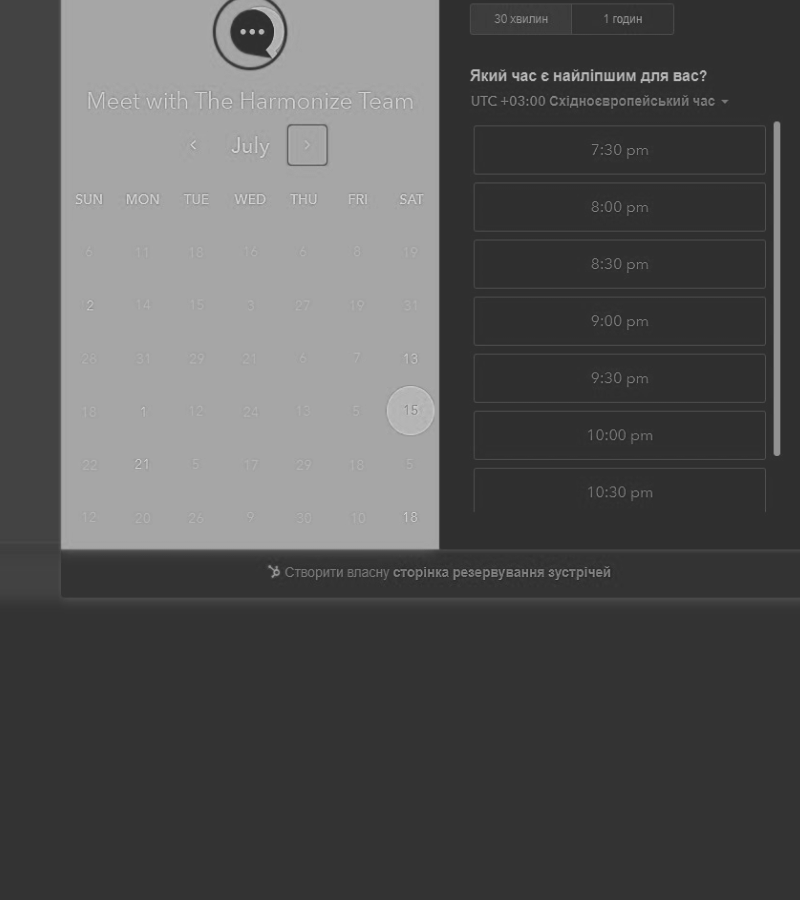 Meet with The Harmonize Team
July
SUN MON TUE WED THU FRI SAT
6 11 18 16 6 8 19
2 14 15 3 27 19 31
28 31 29 21 6 7 13
18 1 12 24 13 5 15
22 21 5 17 29 18 5
12 20 26 9 30 10 18
30 хвилин 1 годин
Який час є найліпшим для вас?
UTC +03:00 Східноєвропейський час
7:30 pm
8:00 pm
8:30 pm
9:00 pm
9:30 pm
10:00 pm
10:30 pm
Створити власну сторінка резервування зустрічей